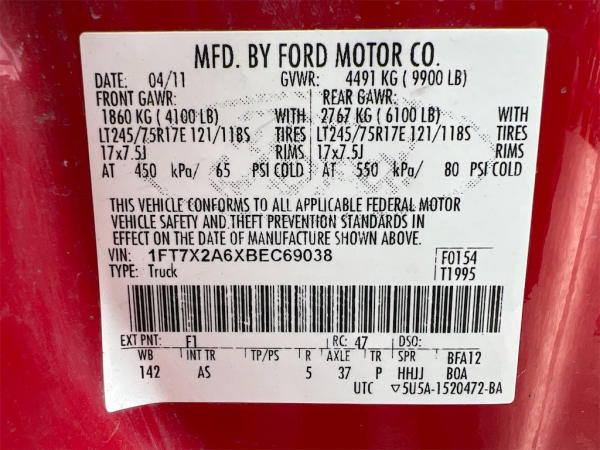 MFD. BY FORD MOTOR CO.
DATE: 04/11 GVWR: 4491 KG ( 9900 LB)
FRONT GAWR: REAR GAWR:
1860 KG ( 4100 LB) WITH 2767 KG ( 6100 LB) WITH
LT245/75R17E 121/118S TIRES LT245/75R17E 121/118S TIRES
17x7.5J RIMS 17x7.5J RIMS
AT 450 kPa/ 65 PSI COLD AT 550 kPa/ 80 PSI COLD
THIS VEHICLE CONFORMS TO ALL APPLICABLE FEDERAL MOTOR
VEHICLE SAFETY AND THEFT PREVENTION STANDARDS IN
EFFECT ON THE DATE OF MANUFACTURE SHOWN ABOVE.
VIN: 1FT7X2A6XBEC69038 F0154
TYPE: Truck T1995
EXT PNT: F1 RC: 47 DSO:
WB INT TR TP/PS R AXLE TR SPR BFA12
142 AS 5 37 P HHJJ BOA
UTC ▽5U5A-1520472-BA